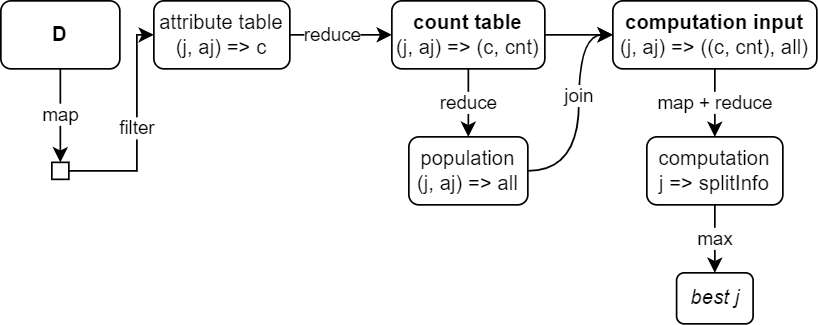 D
map
filter
attribute table
(j, aj) => c
reduce
count table
(j, aj) => (c, cnt)
reduce
population
(j, aj) => all
join
computation input
(j, aj) => ((c, cnt), all)
map + reduce
computation
j => splitInfo
max
best j